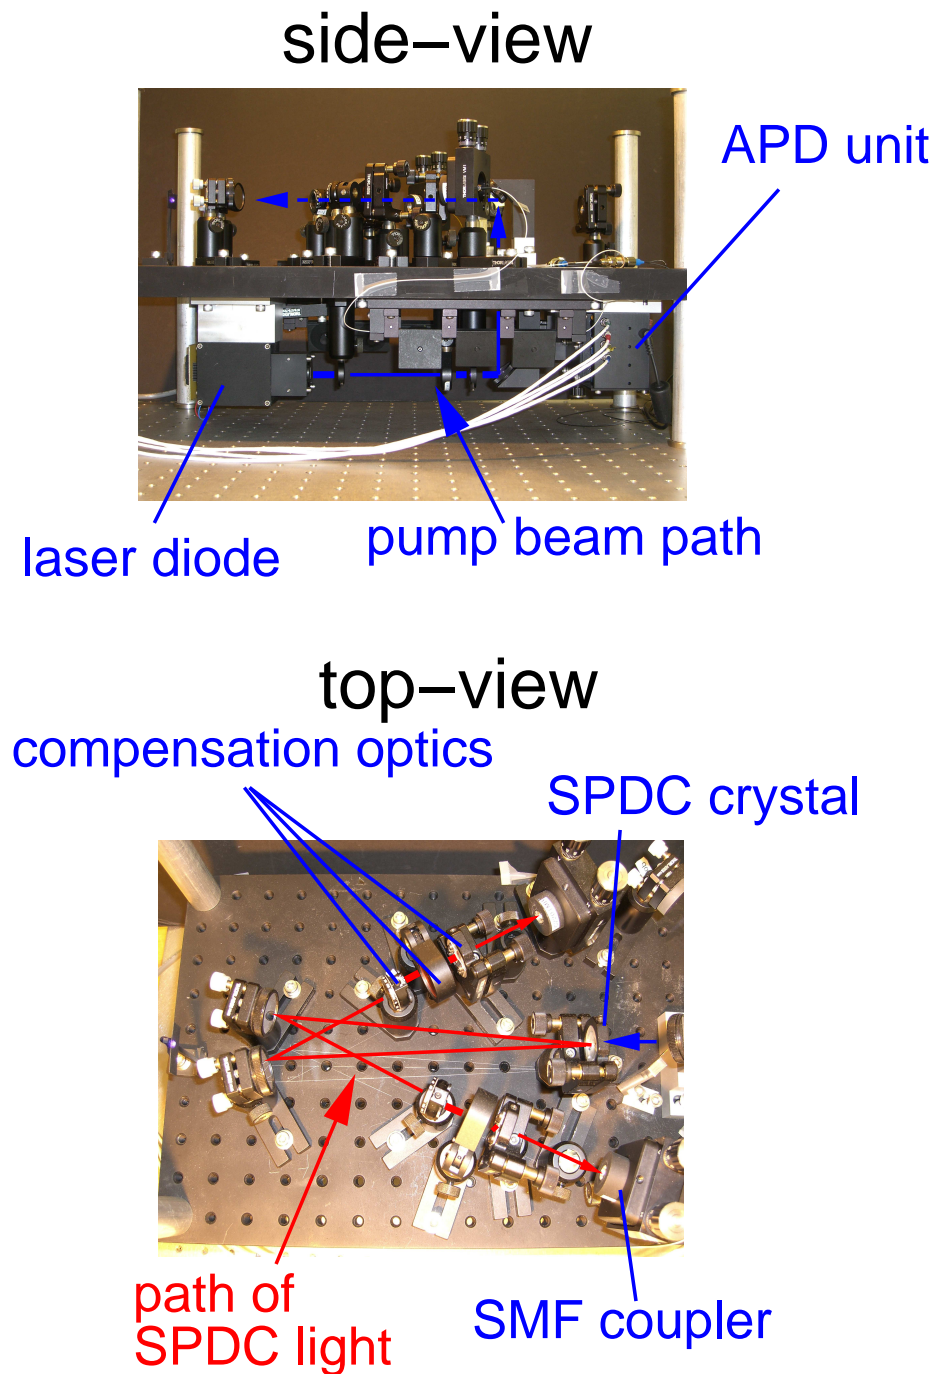 side−view
APD unit
laser diode
pump beam path
top−view
compensation optics
SPDC crystal
path of
SPDC light
SMF coupler